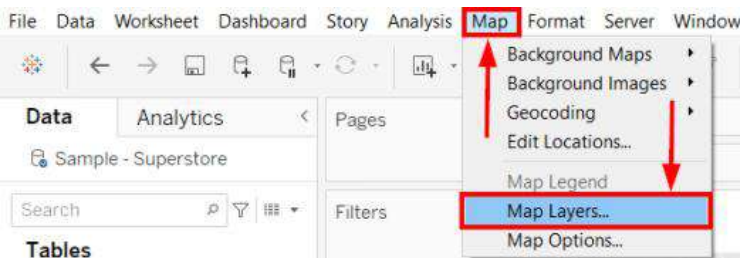 File Data Worksheet Dashboard Story Analysis Map Format Server Window
Background Maps
Background Images
Data Analytics
Pages
Geocoding
Edit Locations...
Sample - Superstore
Map Legend
Search
Filters
Map Layers...
Tables
Map Options...